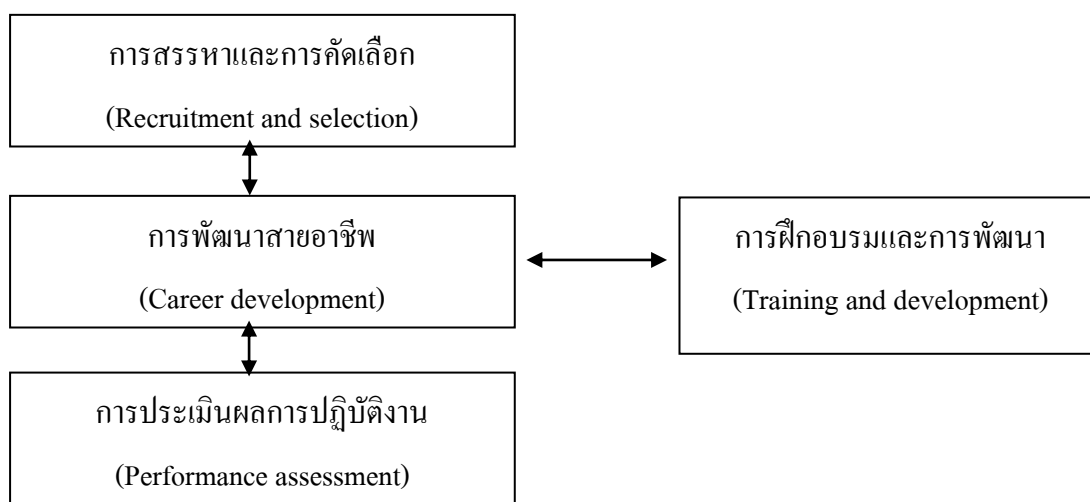 การสรรหาและการคัดเลือก
(Recruitment and selection)
การพัฒนาสายอาชีพ
(Career development)
การฝึกอบรมและการพัฒนา
(Training and development)
การประเมินผลการปฏิบัติงาน
(Performance assessment)